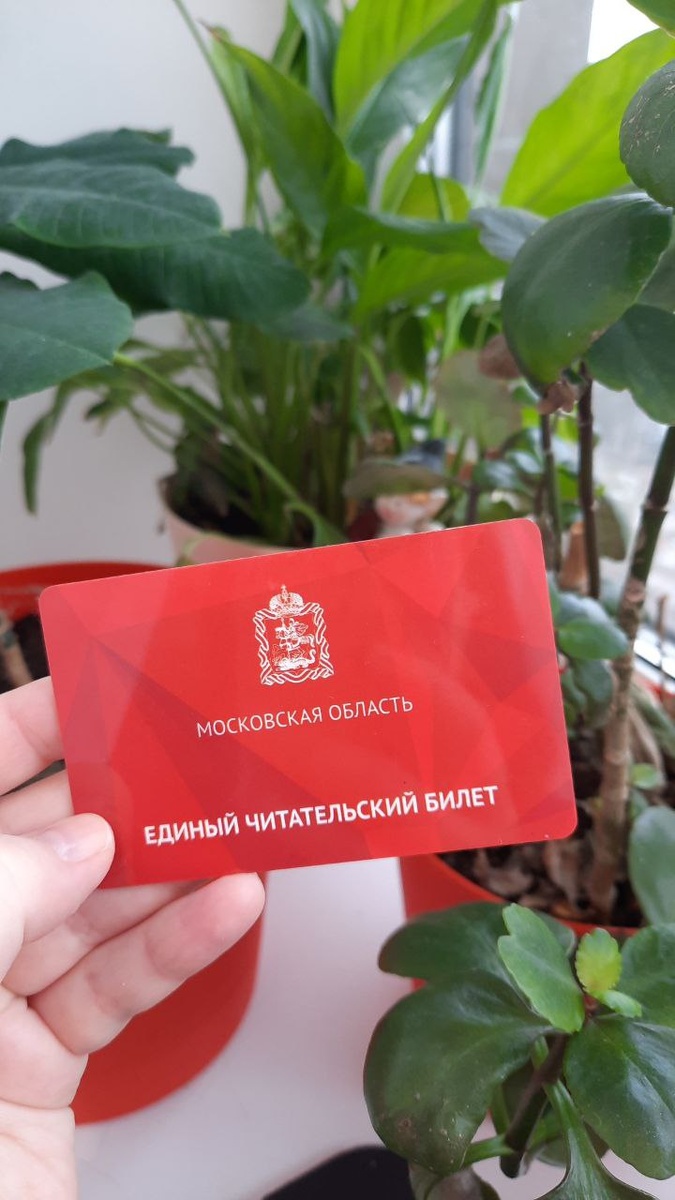 МОСКОВСКАЯ ОБЛАСТЬ
ЕДИНЫЙ ЧИТАТЕЛЬСКИЙ БИЛЕТ